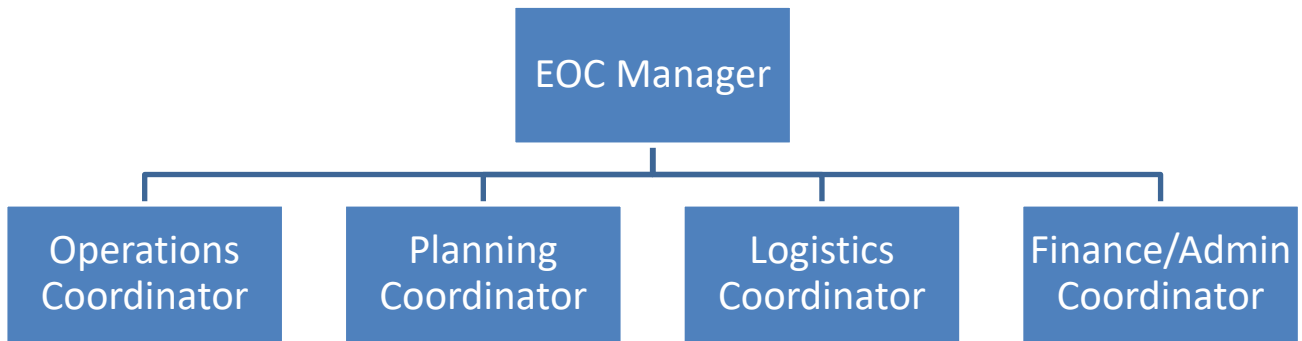 EOC Manager
Operations
Coordinator
Planning
Coordinator
Logistics
Coordinator
Finance/Admin
Coordinator